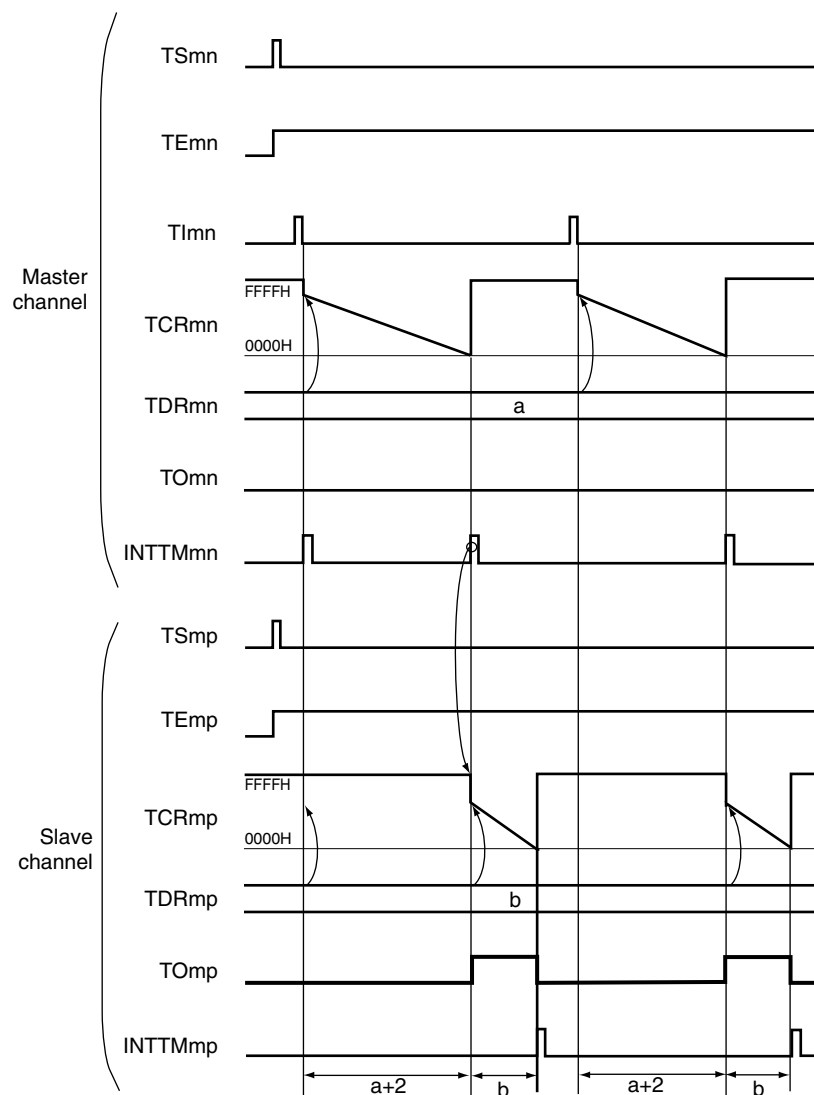 TSmn
TEmn
TImn
Master
channel
FFFFH
TCRmn
0000H
TDRmn
a
TOmn
INTTMmn
TSmp
TEmp
FFFFH
TCRmp
Slave
channel
0000H
TDRmp
b
TOmp
INTTMmp
a+2 b a+2 b